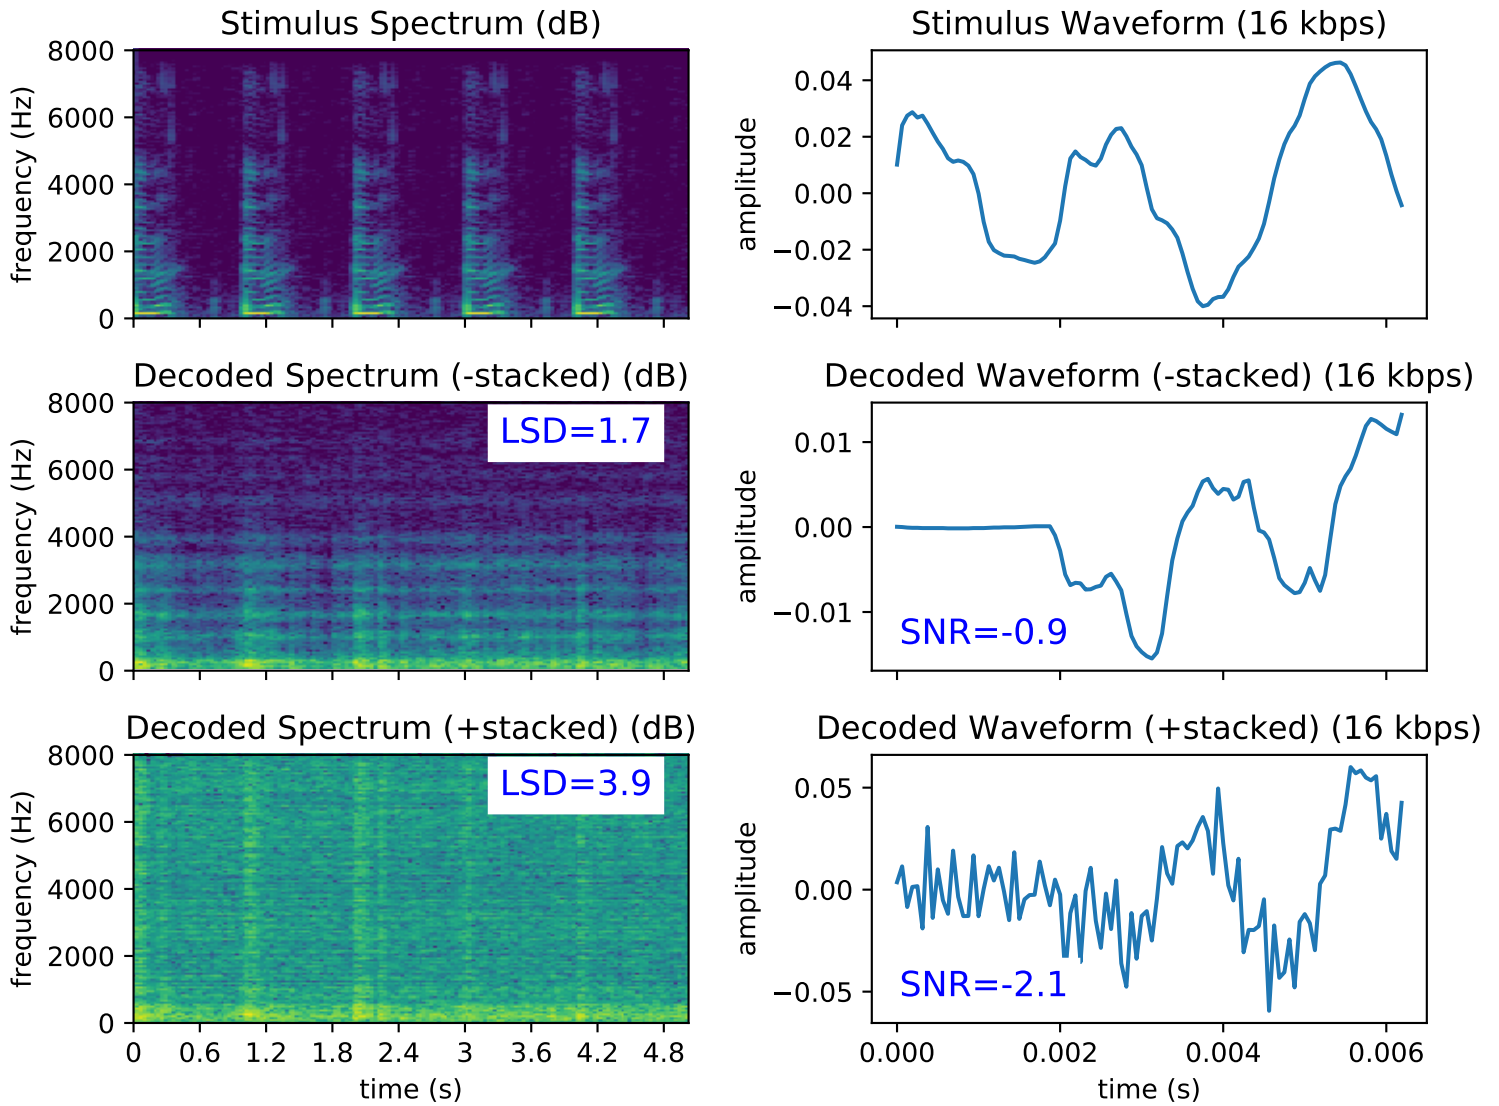 Stimulus Spectrum (dB)
frequency (Hz)
8000
6000
4000
2000
0
Stimulus Waveform (16 kbps)
amplitude
0.04
0.02
0.00
−0.02
−0.04
Decoded Spectrum (-stacked) (dB)
frequency (Hz)
8000
6000
4000
2000
0
LSD=1.7
Decoded Waveform (-stacked) (16 kbps)
amplitude
0.01
0.00
−0.01
SNR=-0.9
Decoded Spectrum (+stacked) (dB)
frequency (Hz)
8000
6000
4000
2000
0
LSD=3.9
0 0.6 1.2 1.8 2.4 3 3.6 4.2 4.8
time (s)
Decoded Waveform (+stacked) (16 kbps)
amplitude
0.05
0.00
−0.05
SNR=-2.1
0.000 0.002 0.004 0.006
time (s)